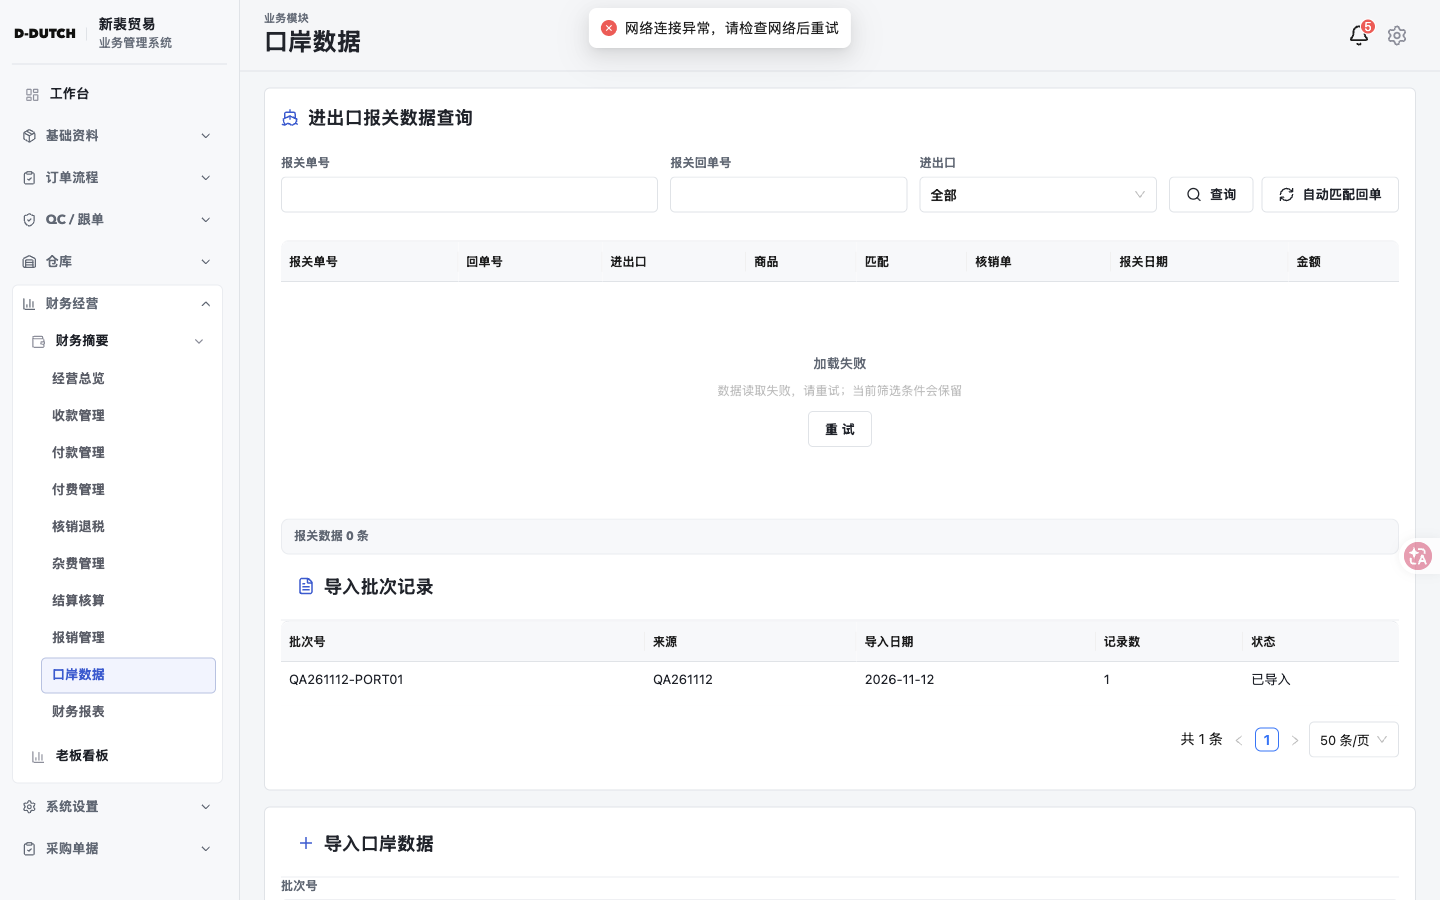 D-DUTCH
新裴贸易
业务管理系统
工作台
基础资料
订单流程
QC / 跟单
仓库
财务经营
财务摘要
经营总览
收款管理
付款管理
付费管理
核销退税
杂费管理
结算核算
报销管理
口岸数据
财务报表
老板看板
系统设置
采购单据
业务模块
口岸数据
网络连接异常，请检查网络后重试
5
进出口报关数据查询
报关单号
报关回单号
进出口
全部
查询
自动匹配回单
报关单号 回单号 进出口 商品 匹配 核销单 报关日期 金额
加载失败
数据读取失败，请重试；当前筛选条件会保留
重 试
报关数据 0 条
导入批次记录
批次号 来源 导入日期 记录数 状态
QA261112-PORT01 QA261112 2026-11-12 1 已导入
共 1 条 1 50 条/页
导入口岸数据
批次号